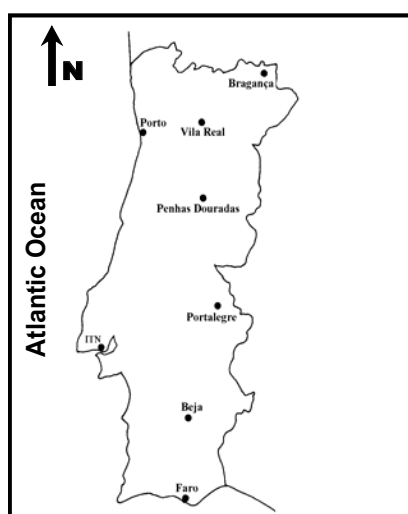 N
Bragança
Porto
Vila Real
Penhas Douradas
Atlantic Ocean
Portalegre
ITN
Beja
Faro